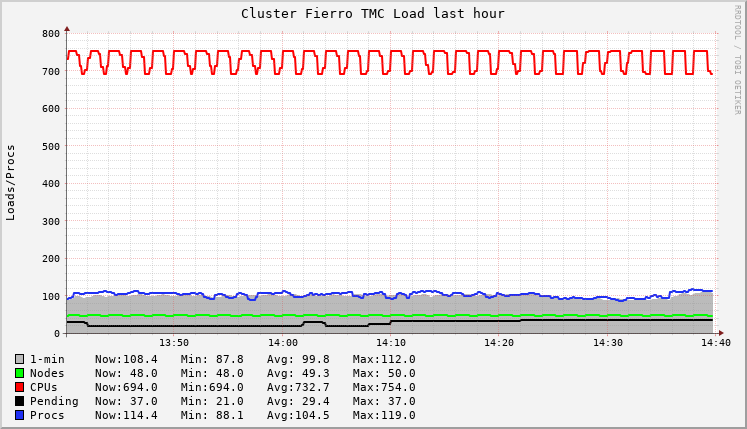 Cluster Fierro TMC Load last hour
RRDTOOL / TOBI OETIKER
Loads/Procs
800
700
600
500
400
300
200
100
0
13:50 14:00 14:10 14:20 14:30 14:40
1-min Now:108.4 Min: 87.8 Avg: 99.8 Max:112.0
Nodes Now: 48.0 Min: 48.0 Avg: 49.3 Max: 50.0
CPUs Now:694.0 Min:694.0 Avg:732.7 Max:754.0
Pending Now: 37.0 Min: 21.0 Avg: 29.4 Max: 37.0
Procs Now:114.4 Min: 88.1 Avg:104.5 Max:119.0